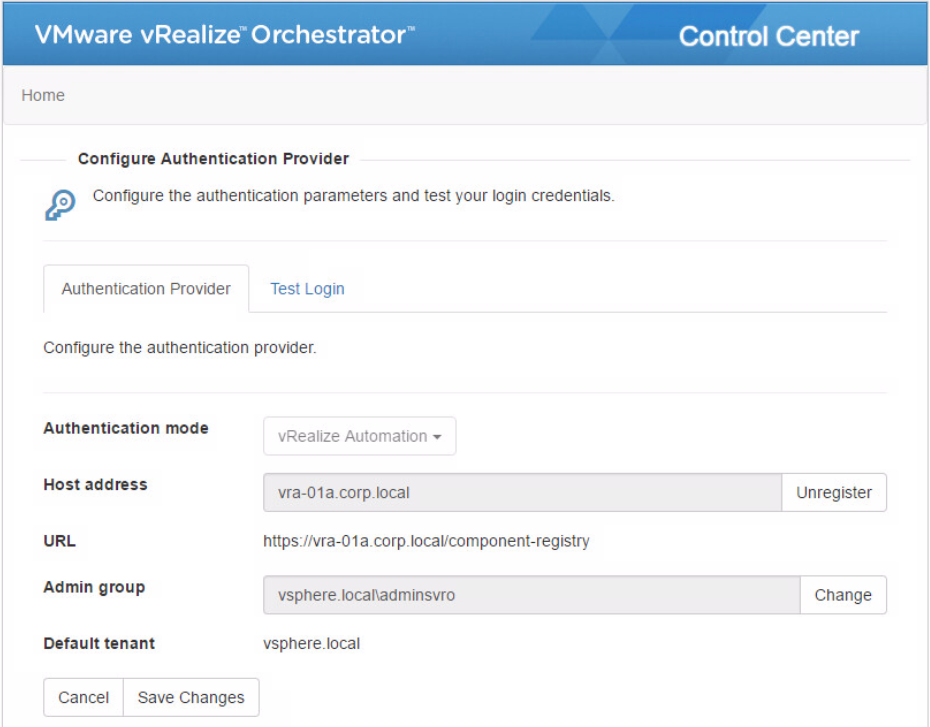 VMware vRealize™ Orchestrator™ Control Center
Home
Configure Authentication Provider
Configure the authentication parameters and test your login credentials.
Authentication Provider Test Login
Configure the authentication provider.
Authentication mode vRealize Automation
Host address vra-01a.corp.local Unregister
URL https://vra-01a.corp.local/component-registry
Admin group vsphere.local\adminsvro Change
Default tenant vsphere.local
Cancel Save Changes